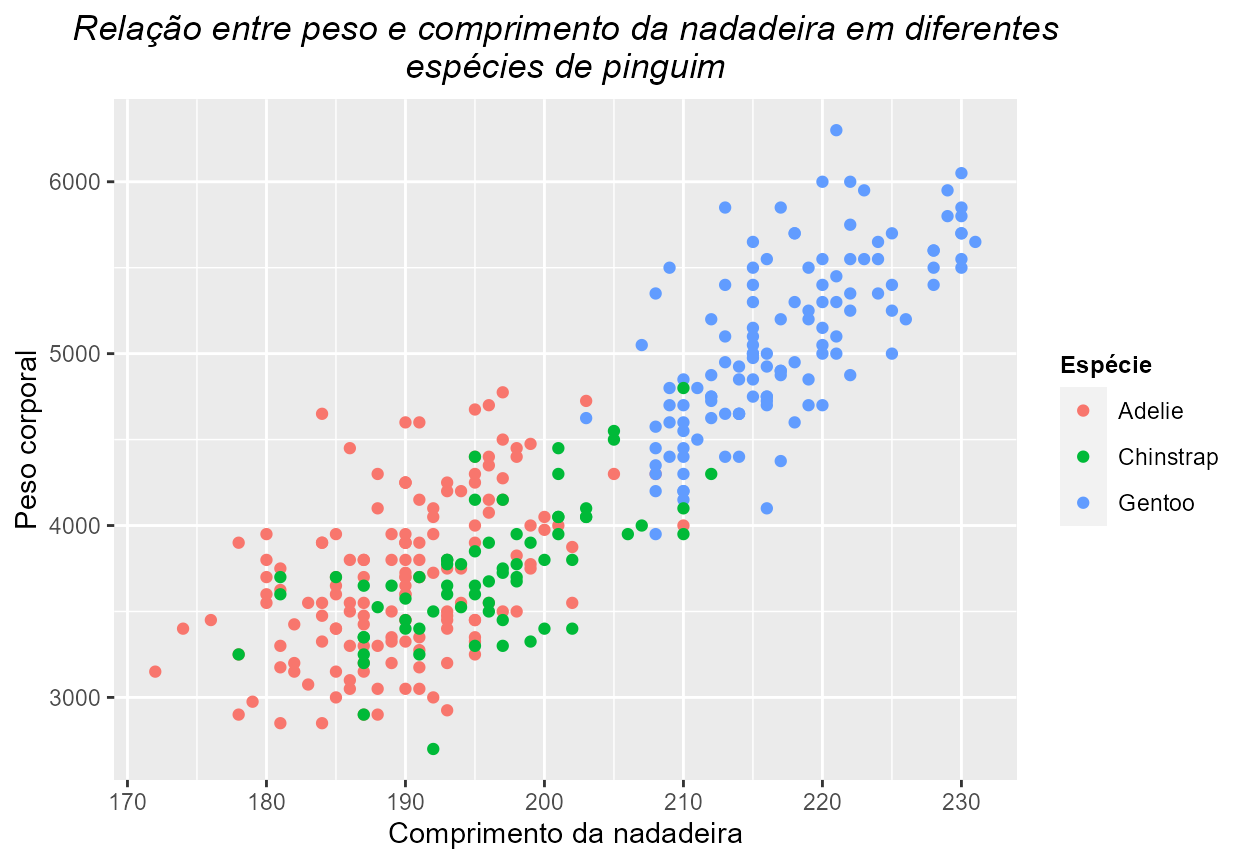 Relação entre peso e comprimento da nadadeira em diferentes
espécies de pinguim
6000
5000
4000
3000
Peso corporal
170 180 190 200 210 220 230
Comprimento da nadadeira
Espécie
Adelie
Chinstrap
Gentoo